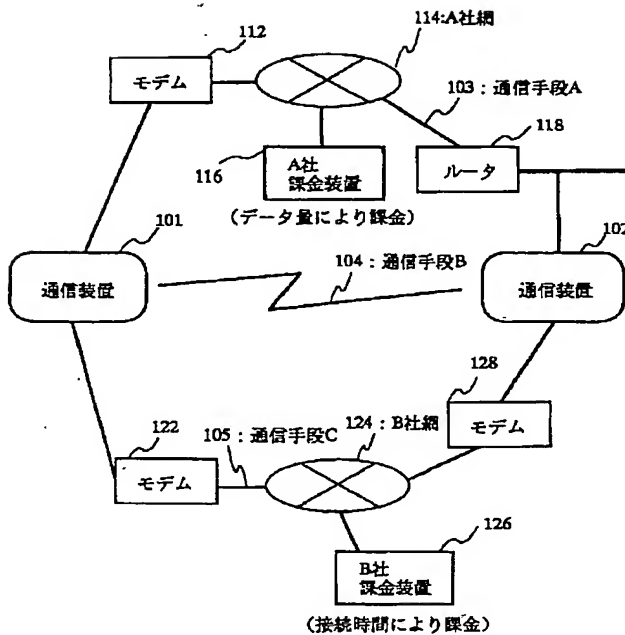 112
モデム
114:A社網
103：通信手段A
118
ルータ
116
A社
課金装置
(データ量により課金)
101
通信装置
104：通信手段B
102
通信装置
128
モデム
122
モデム
105：通信手段C
124：B社網
126
B社
課金装置
(接続時間により課金)